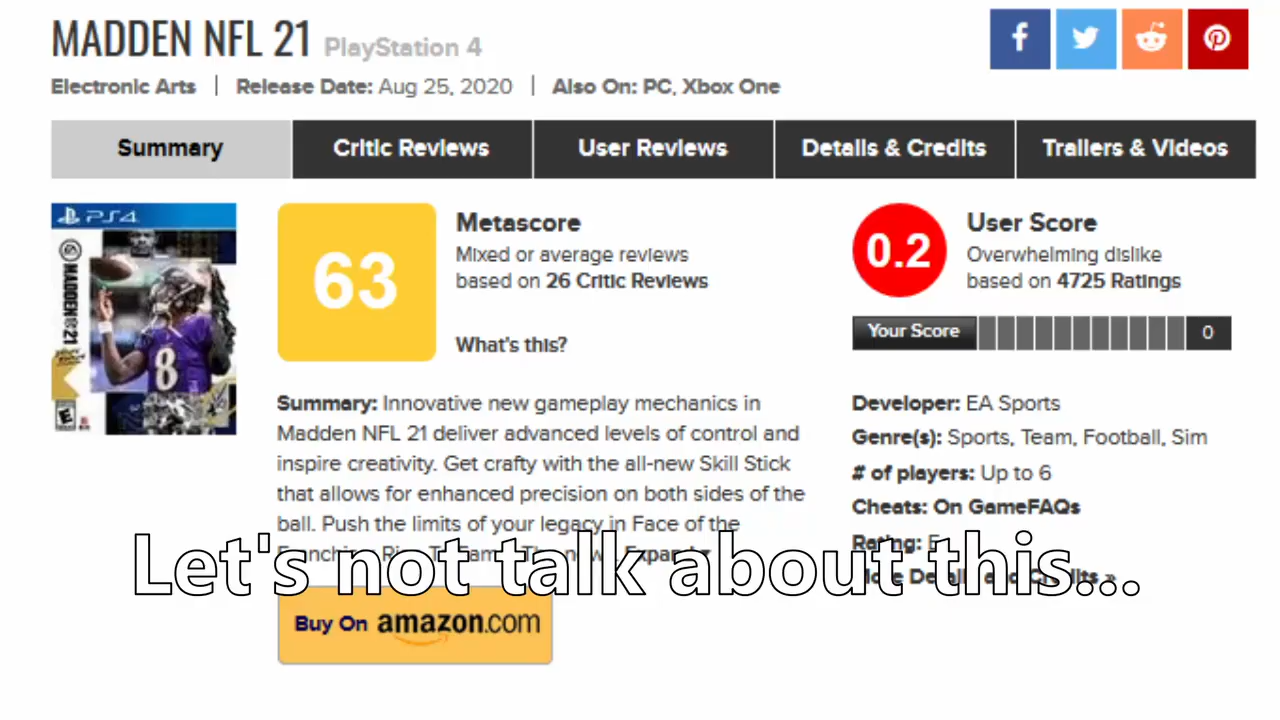 MADDEN NFL 21 PlayStation 4
Electronic Arts | Release Date: Aug 25, 2020 | Also On: PC, Xbox One
Summary Critic Reviews User Reviews Details & Credits Trailers & Videos
PS4
EA
MADDEN 21
8
E
63
Metascore
Mixed or average reviews
based on 26 Critic Reviews
What's this?
0.2
User Score
Overwhelming dislike
based on 4725 Ratings
Your Score 0
Summary: Innovative new gameplay mechanics in
Madden NFL 21 deliver advanced levels of control and
inspire creativity. Get crafty with the all-new Skill Stick
that allows for enhanced precision on both sides of the
ball. Push the limits of your legacy in Face of the
Developer: EA Sports
Genre(s): Sports, Team, Football, Sim
# of players: Up to 6
Cheats: On GameFAQs
Rating: E
Let's not talk about this...
Buy On amazon.com